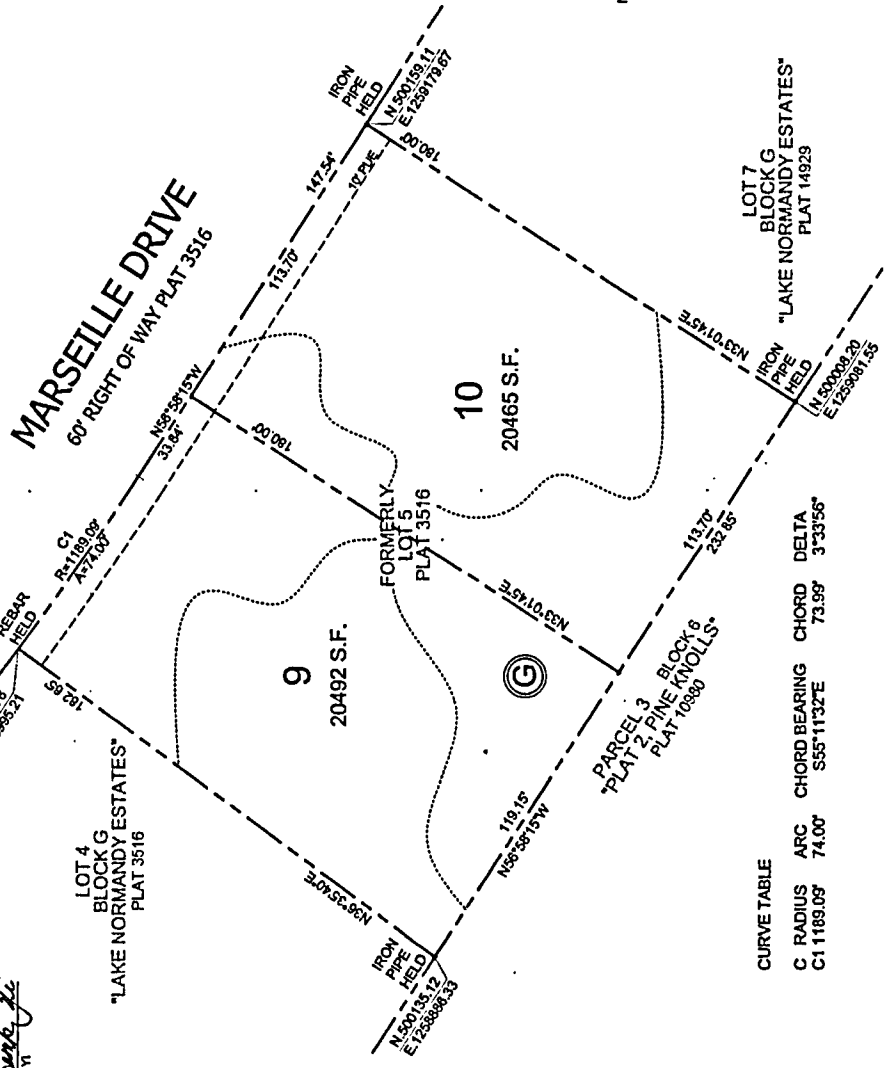 MARSEILLE DRIVE
60' RIGHT OF WAY PLAT 3516
REBAR
HELD
995.21
C1
R=1189.09'
A=74.00'
N56°58'15"W
33.84'
147.54'
113.70'
10' PUE
IRON
PIPE
HELD
N.500159.11
E.1259179.67
182.85'
180.00'
180.00'
LOT 4
BLOCK G
"LAKE NORMANDY ESTATES"
PLAT 3516
9
20492 S.F.
FORMERLY
LOT 5
PLAT 3516
10
20465 S.F.
LOT 7
BLOCK G
"LAKE NORMANDY ESTATES"
PLAT 14929
N36°35'40"E
N33°01'45"E
N33°01'45"E
G
IRON
PIPE
HELD
N.500135.12
E.1258886.33
119.15'
N56°58'15"W
113.70'
232.85'
IRON
PIPE
HELD
N.500008.20
E.1259081.55
PARCEL 3 BLOCK 6
"PLAT 2, PINE KNOLLS"
PLAT 10980
CURVE TABLE
C RADIUS ARC CHORD BEARING CHORD DELTA
C1 1189.09' 74.00' S55°11'32"E 73.99' 3°33'56"